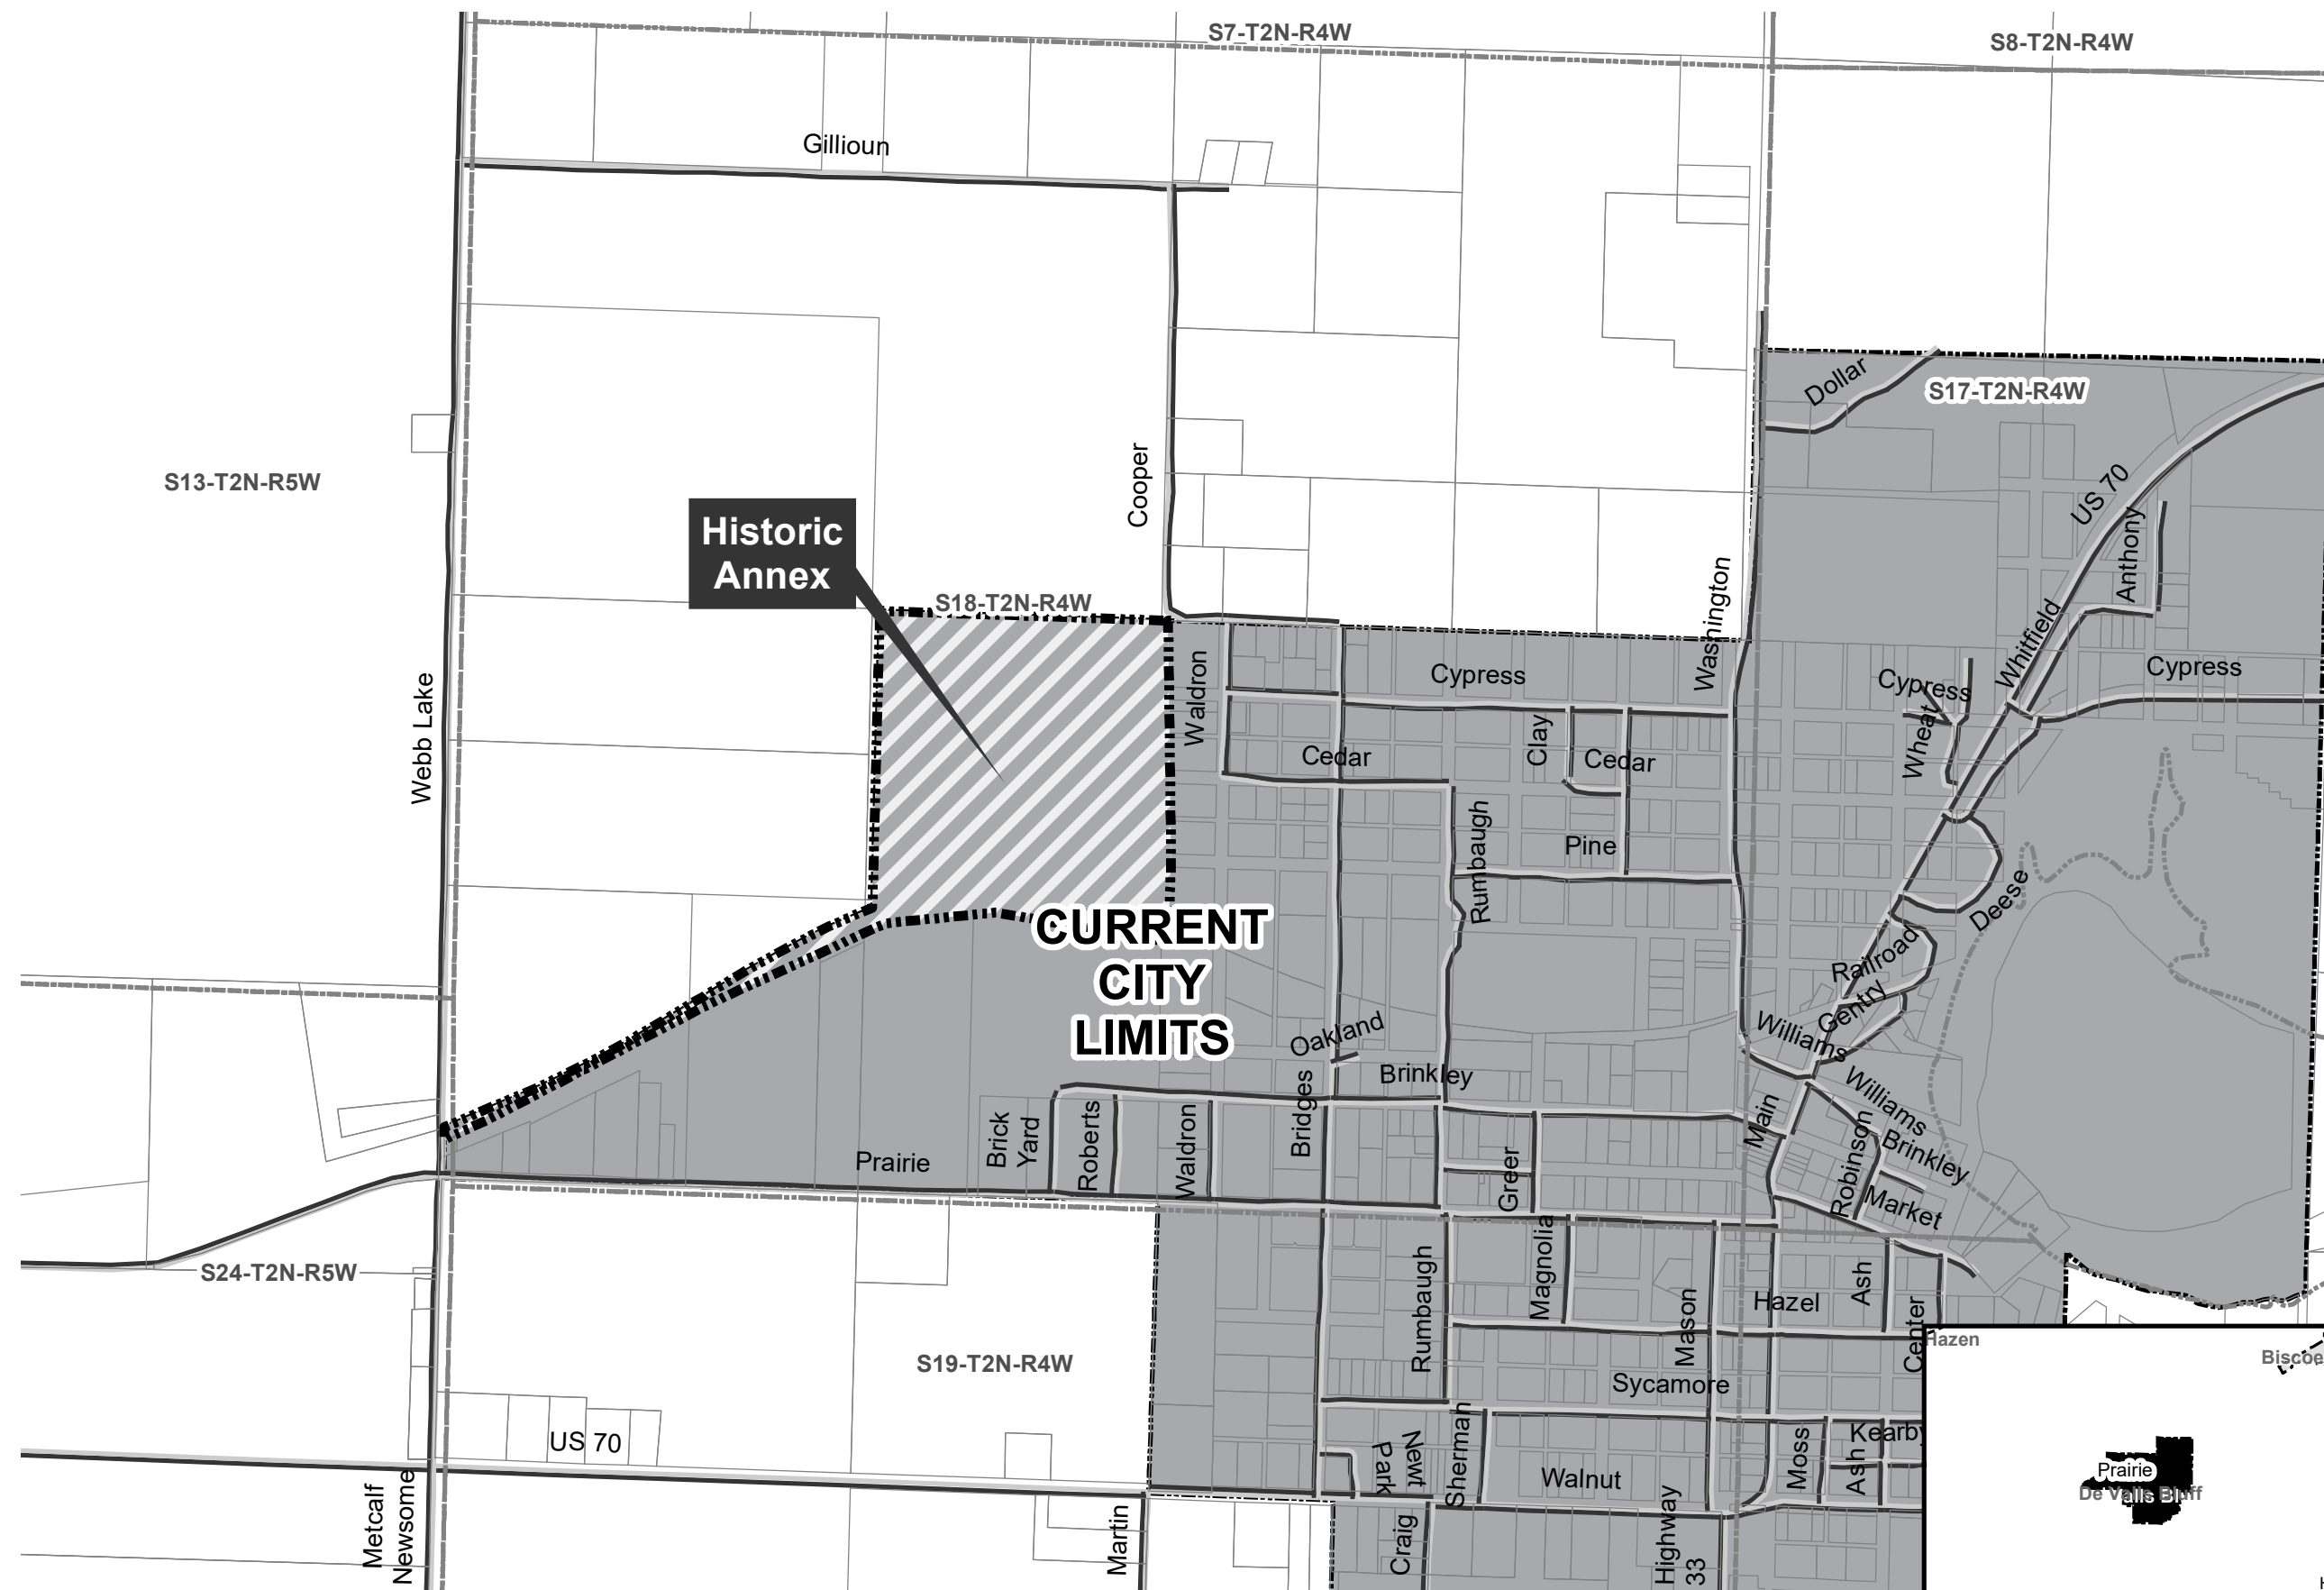 S7-T2N-R4W
S8-T2N-R4W
Gillioun
Dollar
S17-T2N-R4W
US 70
Anthony
S13-T2N-R5W
Cooper
Historic
Annex
S18-T2N-R4W
Washington
Whitfield
Webb Lake
Waldron
Cypress
Cypress
Cypress
Wheat
Cedar
Clay
Cedar
Rumbaugh
Pine
Deese
CURRENT
CITY
LIMITS
Railroad
Gentry
Williams
Oakland
Brinkley
Bridges
Williams
Main
Robinson
Brinkley
Market
Brick
Yard
Roberts
Waldron
Prairie
Greer
S24-T2N-R5W
Rumbaugh
Magnolia
Mason
Hazel
Ash
Center
Hazen
Biscoe
S19-T2N-R4W
Sycamore
US 70
Newt
Park
Sherman
Walnut
Moss
Ash
Kearby
Prairie
De Valls Bluff
Metcalf
Newsome
Martin
Craig
Highway
33